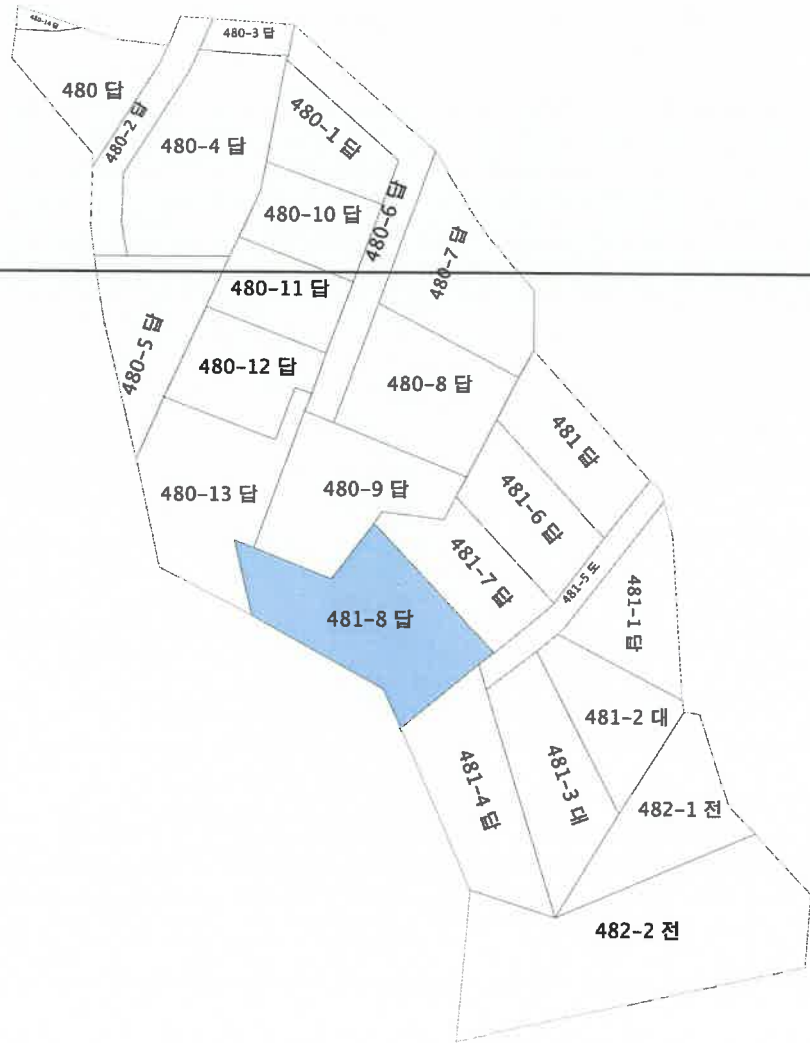 480-14 답
480-3 답
480 답
480-2 답
480-4 답
480-1 답
480-10 답
480-6 답
480-7 답
480-11 답
480-5 답
480-12 답
480-8 답
481 답
480-13 답
480-9 답
481-6 답
481-7 답
481-5 도
481-1 답
481-8 답
481-2 대
481-4 답
481-3 대
482-1 전
482-2 전